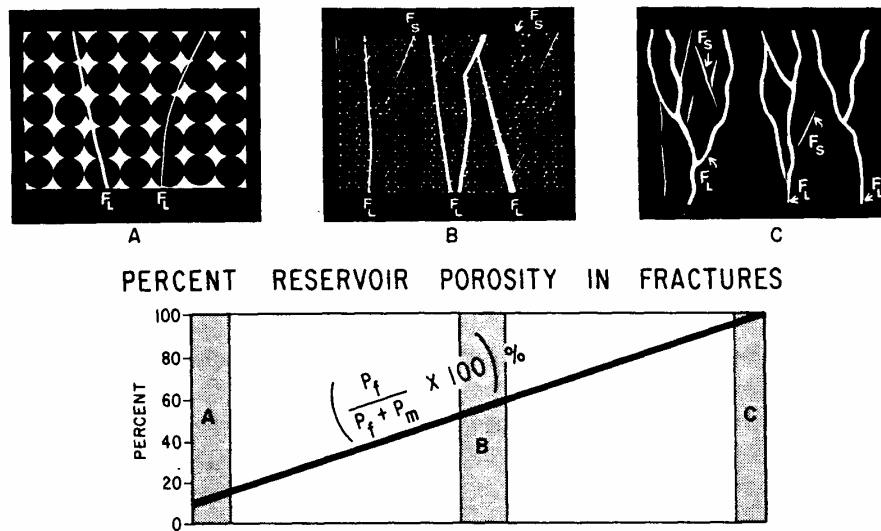 F_S F_S
F_L F_L
F_L F_L F_L
F_S
F_S
F_L
F_L F_L
A B C
PERCENT RESERVOIR POROSITY IN FRACTURES
PERCENT
100
80
60
40
20
0
(P_f / (P_f + P_m) X 100) %
A
B
C